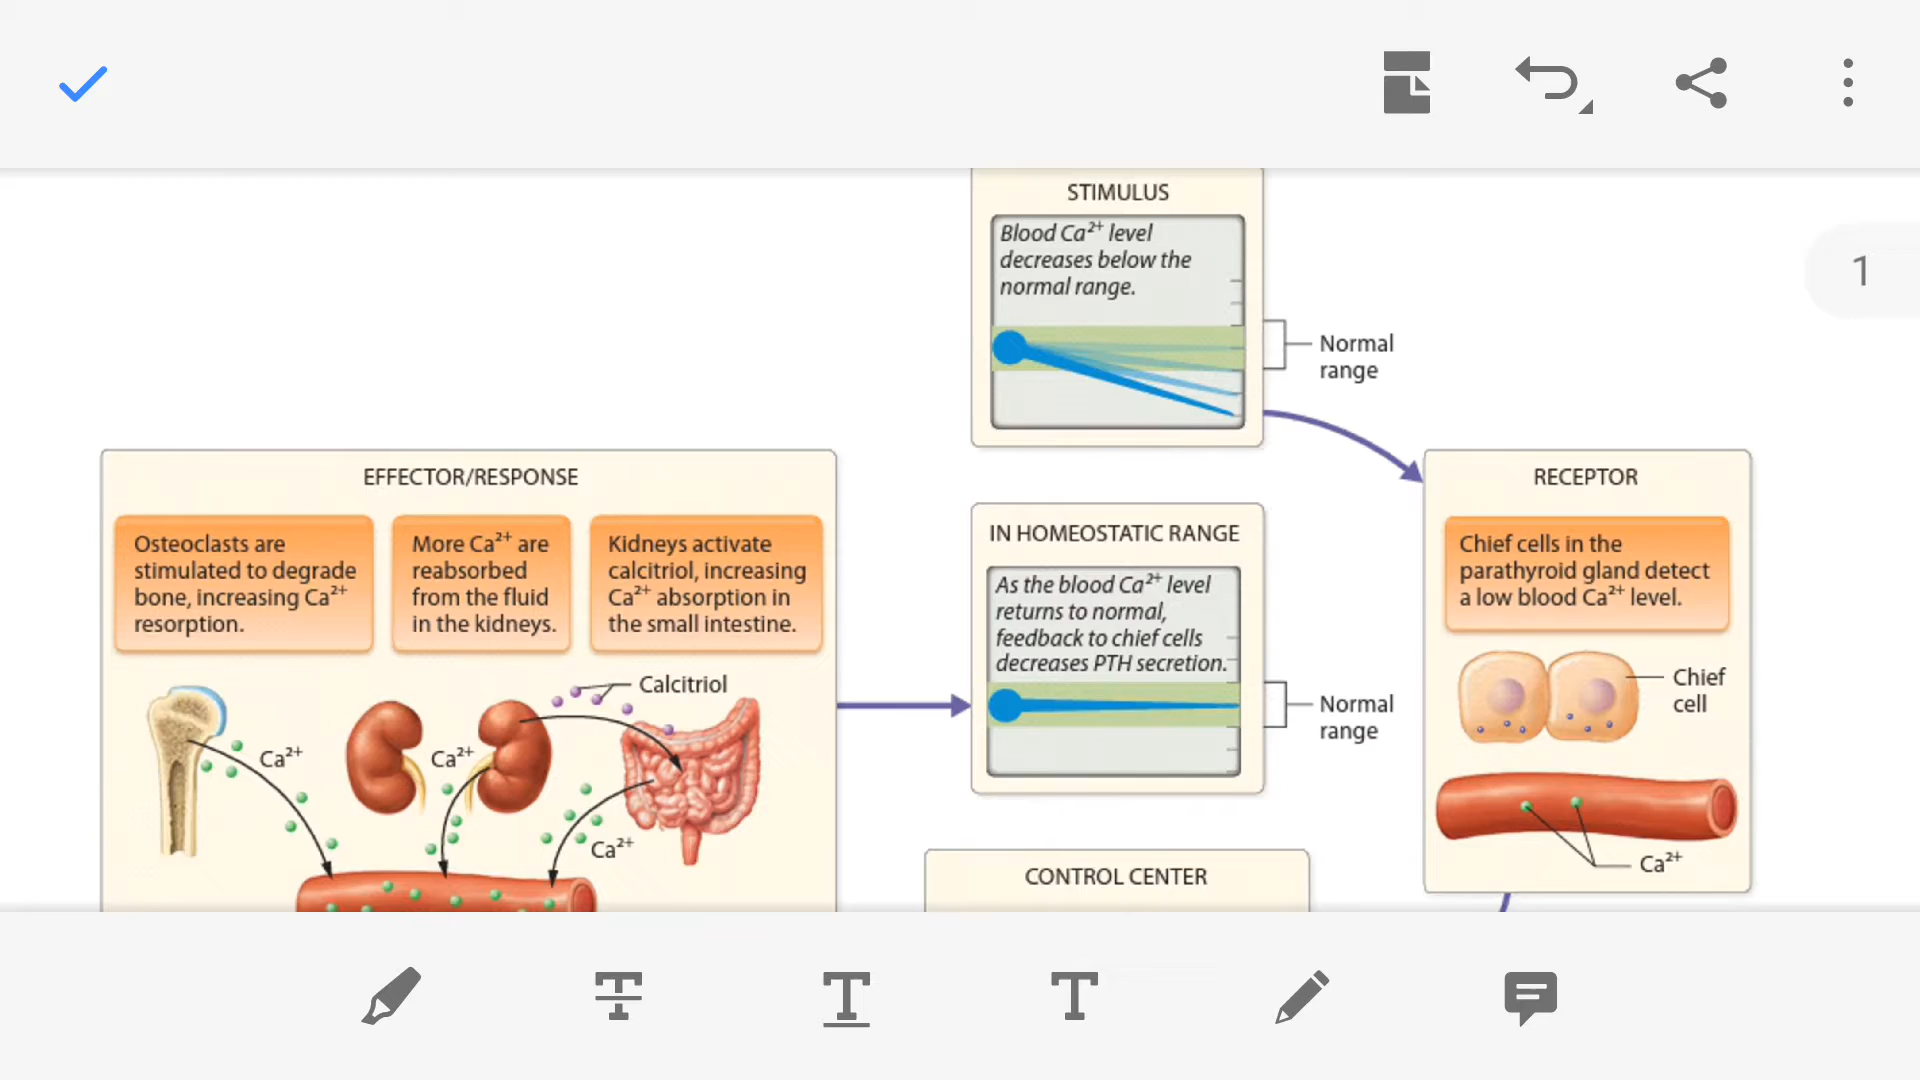 1
STIMULUS
Blood Ca²⁺ level
decreases below the
normal range.
Normal
range
EFFECTOR/RESPONSE
Osteoclasts are
stimulated to degrade
bone, increasing Ca²⁺
resorption.
More Ca²⁺ are
reabsorbed
from the fluid
in the kidneys.
Kidneys activate
calcitriol, increasing
Ca²⁺ absorption in
the small intestine.
Calcitriol
Ca²⁺
Ca²⁺
Ca²⁺
IN HOMEOSTATIC RANGE
As the blood Ca²⁺ level
returns to normal,
feedback to chief cells
decreases PTH secretion.
Normal
range
RECEPTOR
Chief cells in the
parathyroid gland detect
a low blood Ca²⁺ level.
Chief
cell
Ca²⁺
CONTROL CENTER